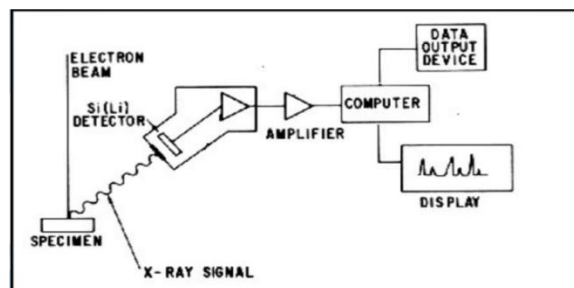 ELECTRON
BEAM
Si(Li)
DETECTOR
AMPLIFIER
COMPUTER
DATA
OUTPUT
DEVICE
DISPLAY
SPECIMEN
X-RAY SIGNAL